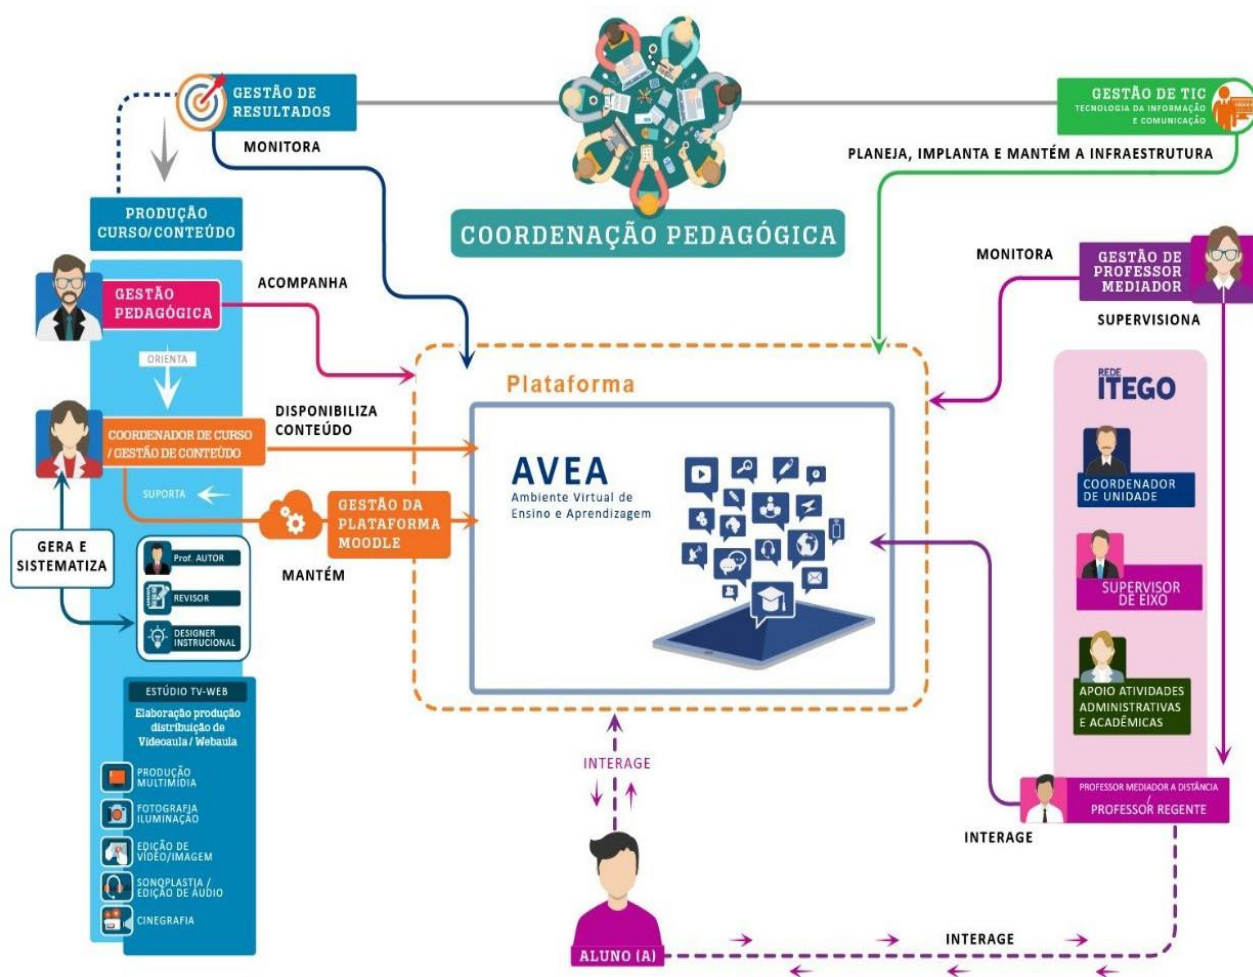 GESTÃO DE
RESULTADOS
GESTÃO DE TIC
TECNOLOGIA DA INFORMAÇÃO
E COMUNICAÇÃO
MONITORA
PLANEJA, IMPLANTA E MANTÉM A INFRAESTRUTURA
COORDENAÇÃO PEDAGÓGICA
PRODUÇÃO
CURSO/CONTEÚDO
MONITORA
GESTÃO DE
PROFESSOR
MEDIADOR
SUPERVISIONA
GESTÃO
PEDAGÓGICA
ACOMPANHA
ORIENTA
COORDENADOR DE CURSO
/ GESTÃO DE CONTEÚDO
DISPONIBILIZA
CONTEÚDO
SUPORTA
GESTÃO DA
PLATAFORMA
MOODLE
MANTÉM
GERA E
SISTEMATIZA
Prof. AUTOR
REVISOR
DESIGNER
INSTRUCIONAL
ESTÚDIO TV-WEB
Elaboração produção
distribuição de
Videoaula / Webaula
PRODUÇÃO
MULTIMÍDIA
FOTOGRAFIA
ILUMINAÇÃO
EDIÇÃO DE
VÍDEO/IMAGEM
SONOPLASTIA /
EDIÇÃO DE ÁUDIO
CINEGRAFIA
Plataforma
AVEA
Ambiente Virtual de
Ensino e Aprendizagem
REDE
ITEGO
COORDENADOR
DE UNIDADE
SUPERVISOR
DE EIXO
APOIO ATIVIDADES
ADMINISTRATIVAS
E ACADÊMICAS
PROFESSOR MEDIADOR A DISTÂNCIA
/
PROFESSOR REGENTE
INTERAGE
INTERAGE
ALUNO (A)
INTERAGE